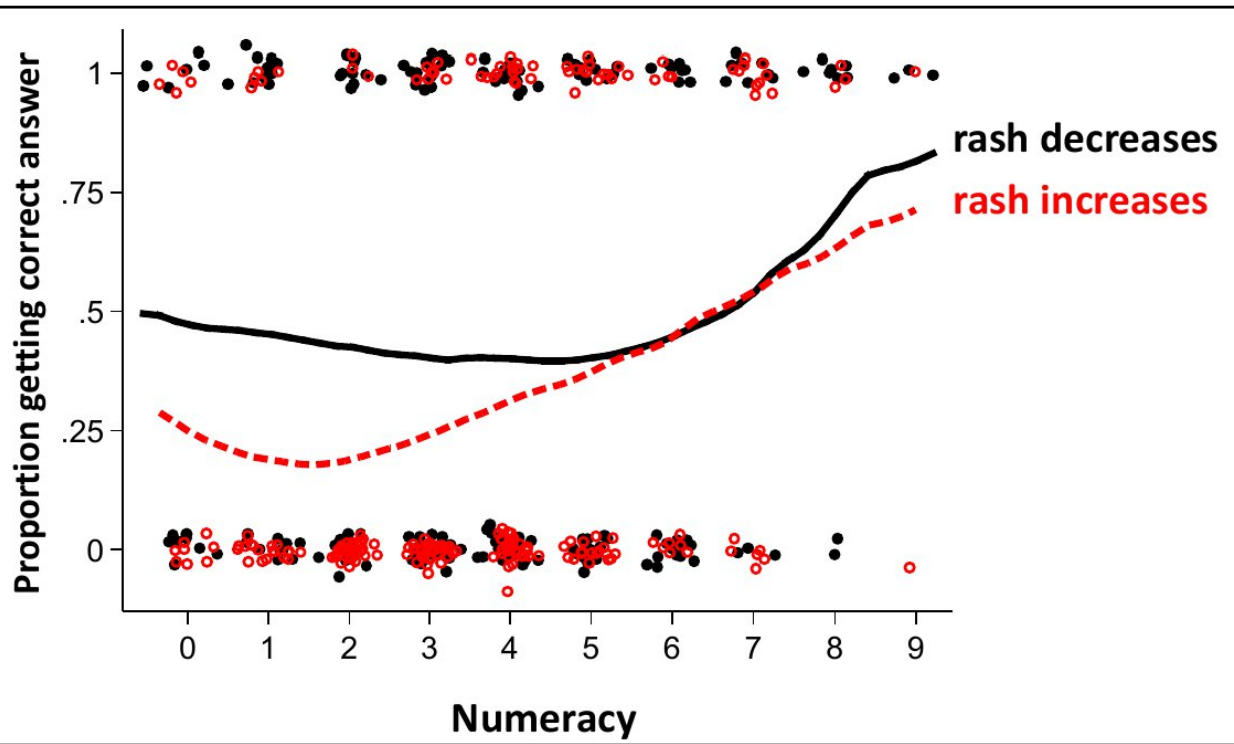 Proportion getting correct answer
1
.75
.5
.25
0
rash decreases
rash increases
0 1 2 3 4 5 6 7 8 9
Numeracy